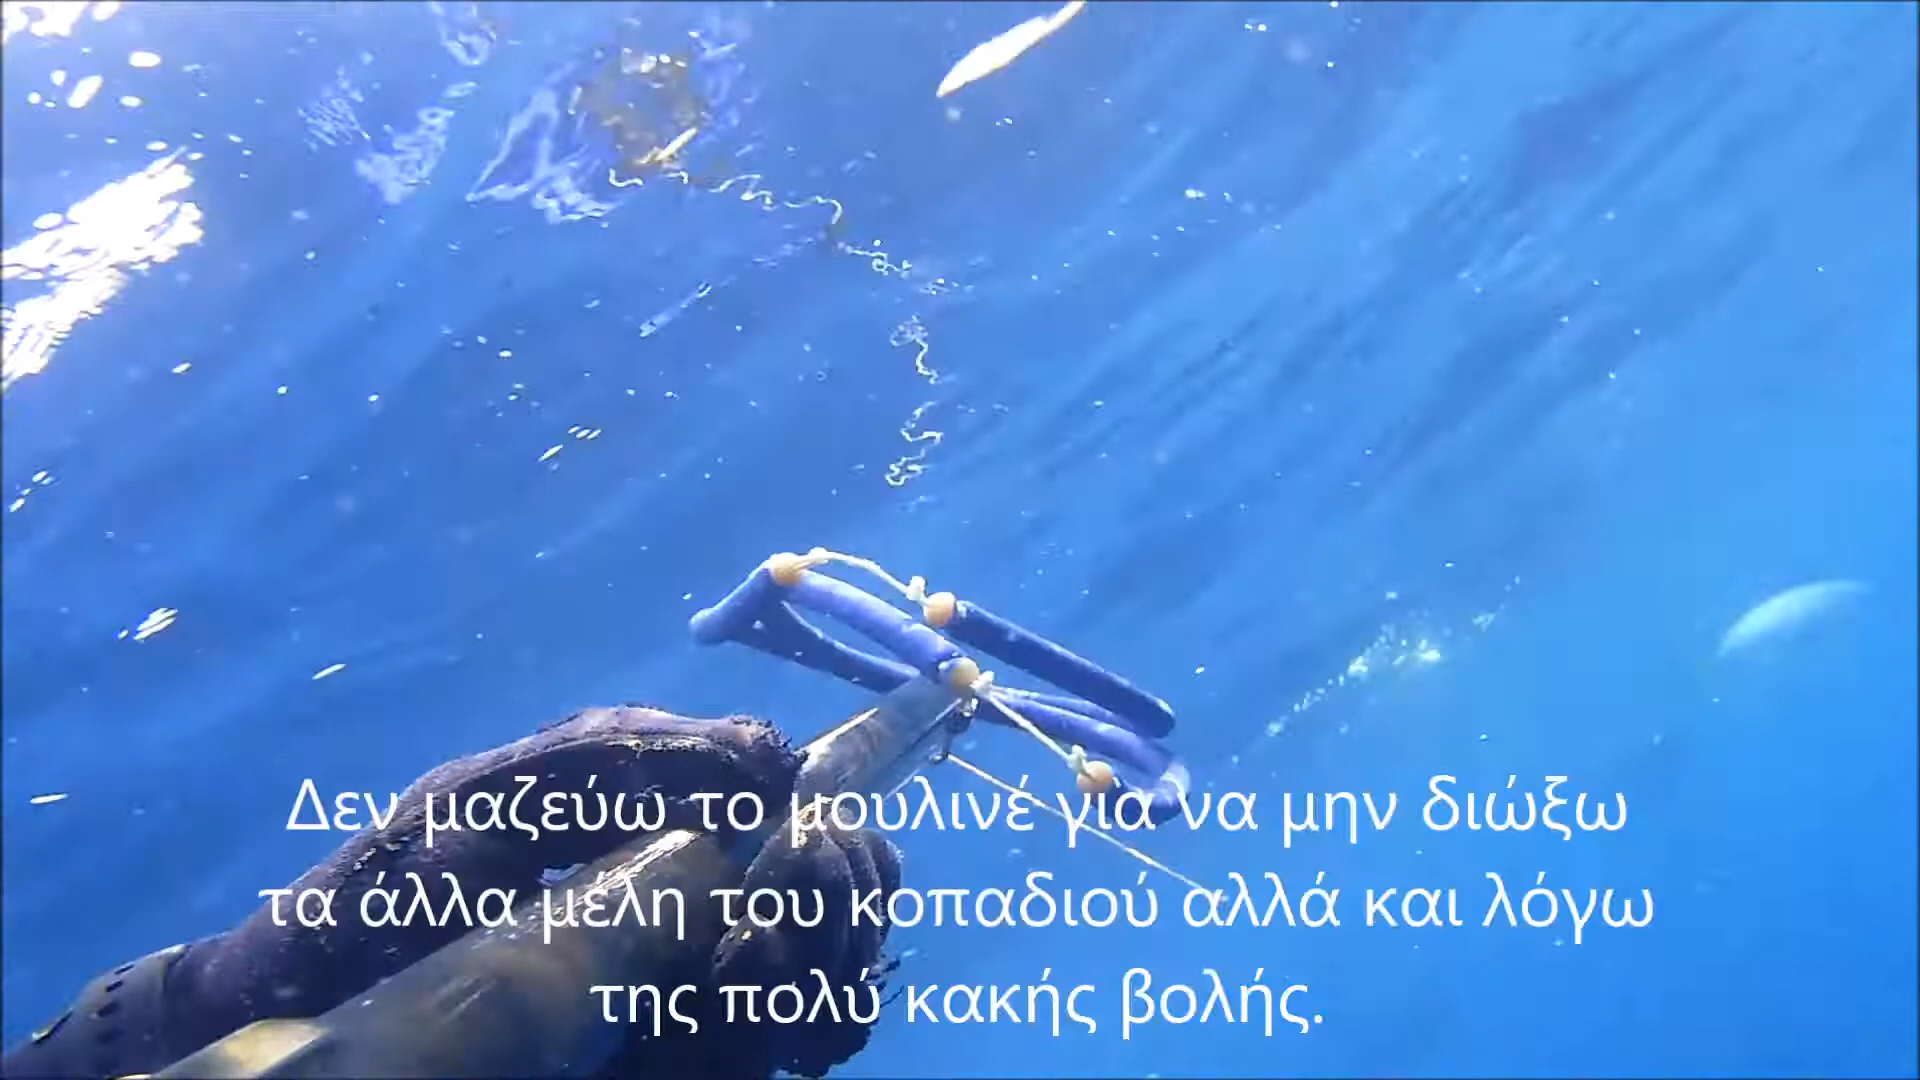 Δεν μαζεύω το μουλινέ για να μην διώξω
τα άλλα μέλη του κοπαδιού αλλά και λόγω
της πολύ κακής βολής.